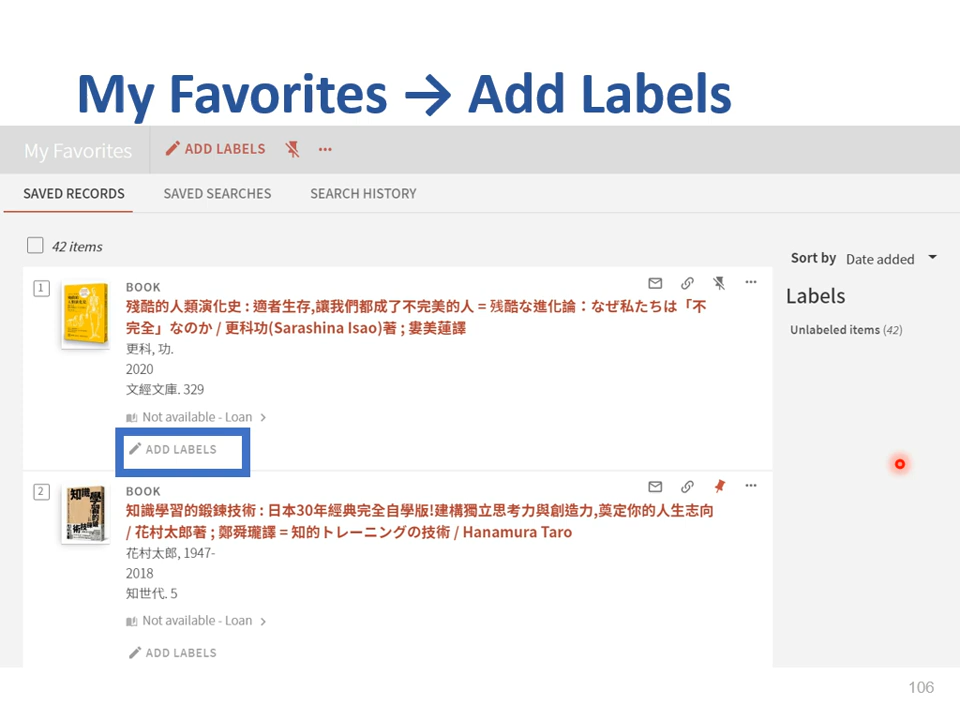 My Favorites → Add Labels
My Favorites
ADD LABELS
SAVED RECORDS
SAVED SEARCHES
SEARCH HISTORY
42 items
Sort by Date added
Labels
Unlabeled items (42)
1
BOOK
殘酷的人類演化史 : 適者生存,讓我們都成了不完美的人 = 残酷な進化論：なぜ私たちは「不
完全」なのか / 更科功(Sarashina Isao)著 ; 婁美蓮譯
更科, 功.
2020
文經文庫. 329
Not available - Loan
ADD LABELS
2
BOOK
知識學習的鍛鍊技術 : 日本30年經典完全自學版!建構獨立思考力與創造力,奠定你的人生志向
/ 花村太郎著 ; 鄭舜瓏譯 = 知的トレーニングの技術 / Hanamura Taro
花村太郎, 1947-
2018
知世代. 5
Not available - Loan
ADD LABELS
106